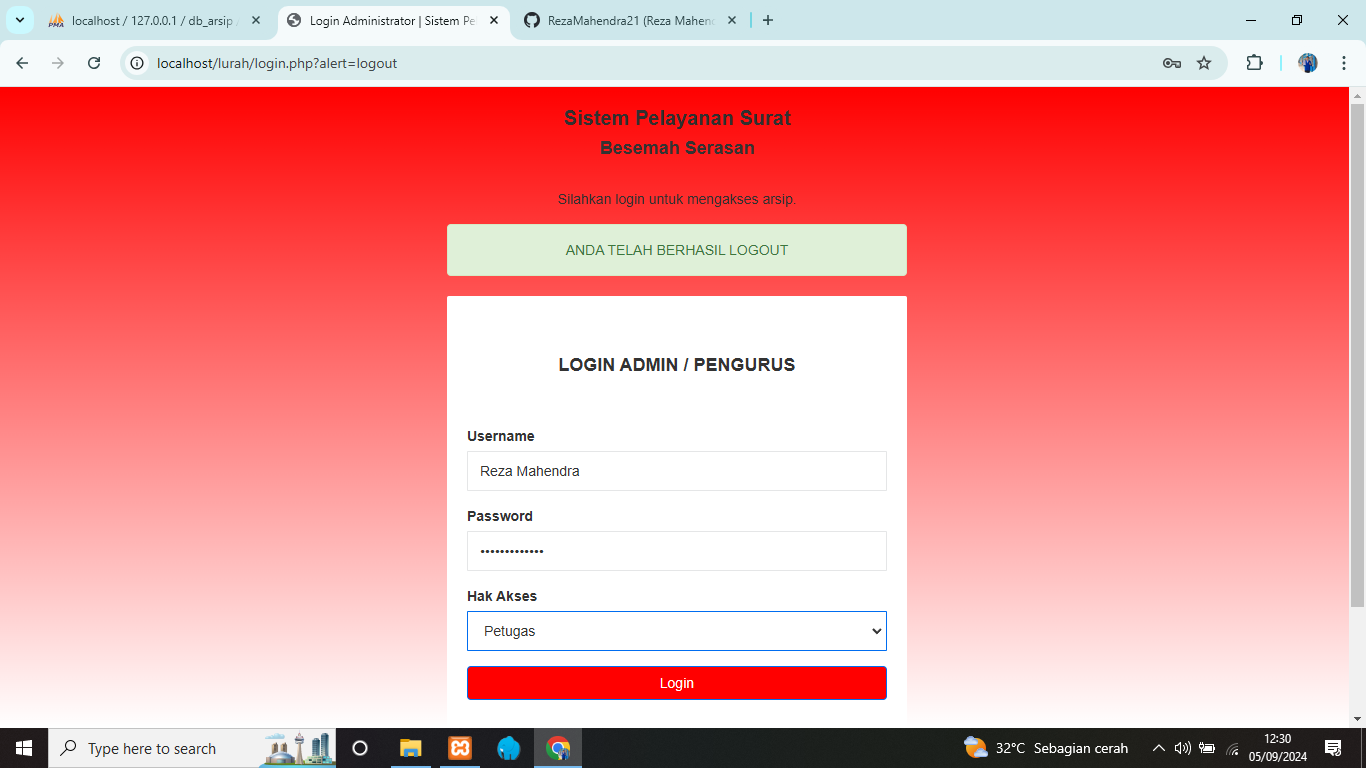 localhost / 127.0.0.1 / db_arsip
Login Administrator | Sistem Pe
RezaMahendra21 (Reza Mahend
localhost/lurah/login.php?alert=logout
Sistem Pelayanan Surat
Besemah Serasan
Silahkan login untuk mengakses arsip.
ANDA TELAH BERHASIL LOGOUT
LOGIN ADMIN / PENGURUS
Username
Reza Mahendra
Password
•••••••••••••
Hak Akses
Petugas
Login
Type here to search
32°C Sebagian cerah
12:30
05/09/2024